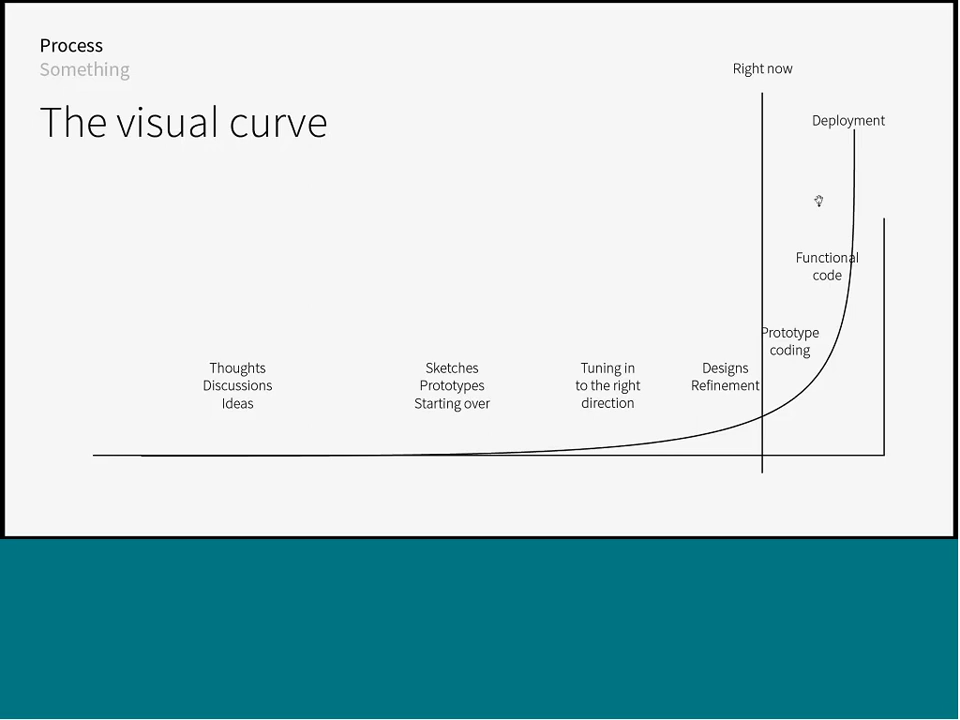 Process
Something
The visual curve
Right now
Deployment
Functional
code
Prototype
coding
Thoughts
Discussions
Ideas
Sketches
Prototypes
Starting over
Tuning in
to the right
direction
Designs
Refinement